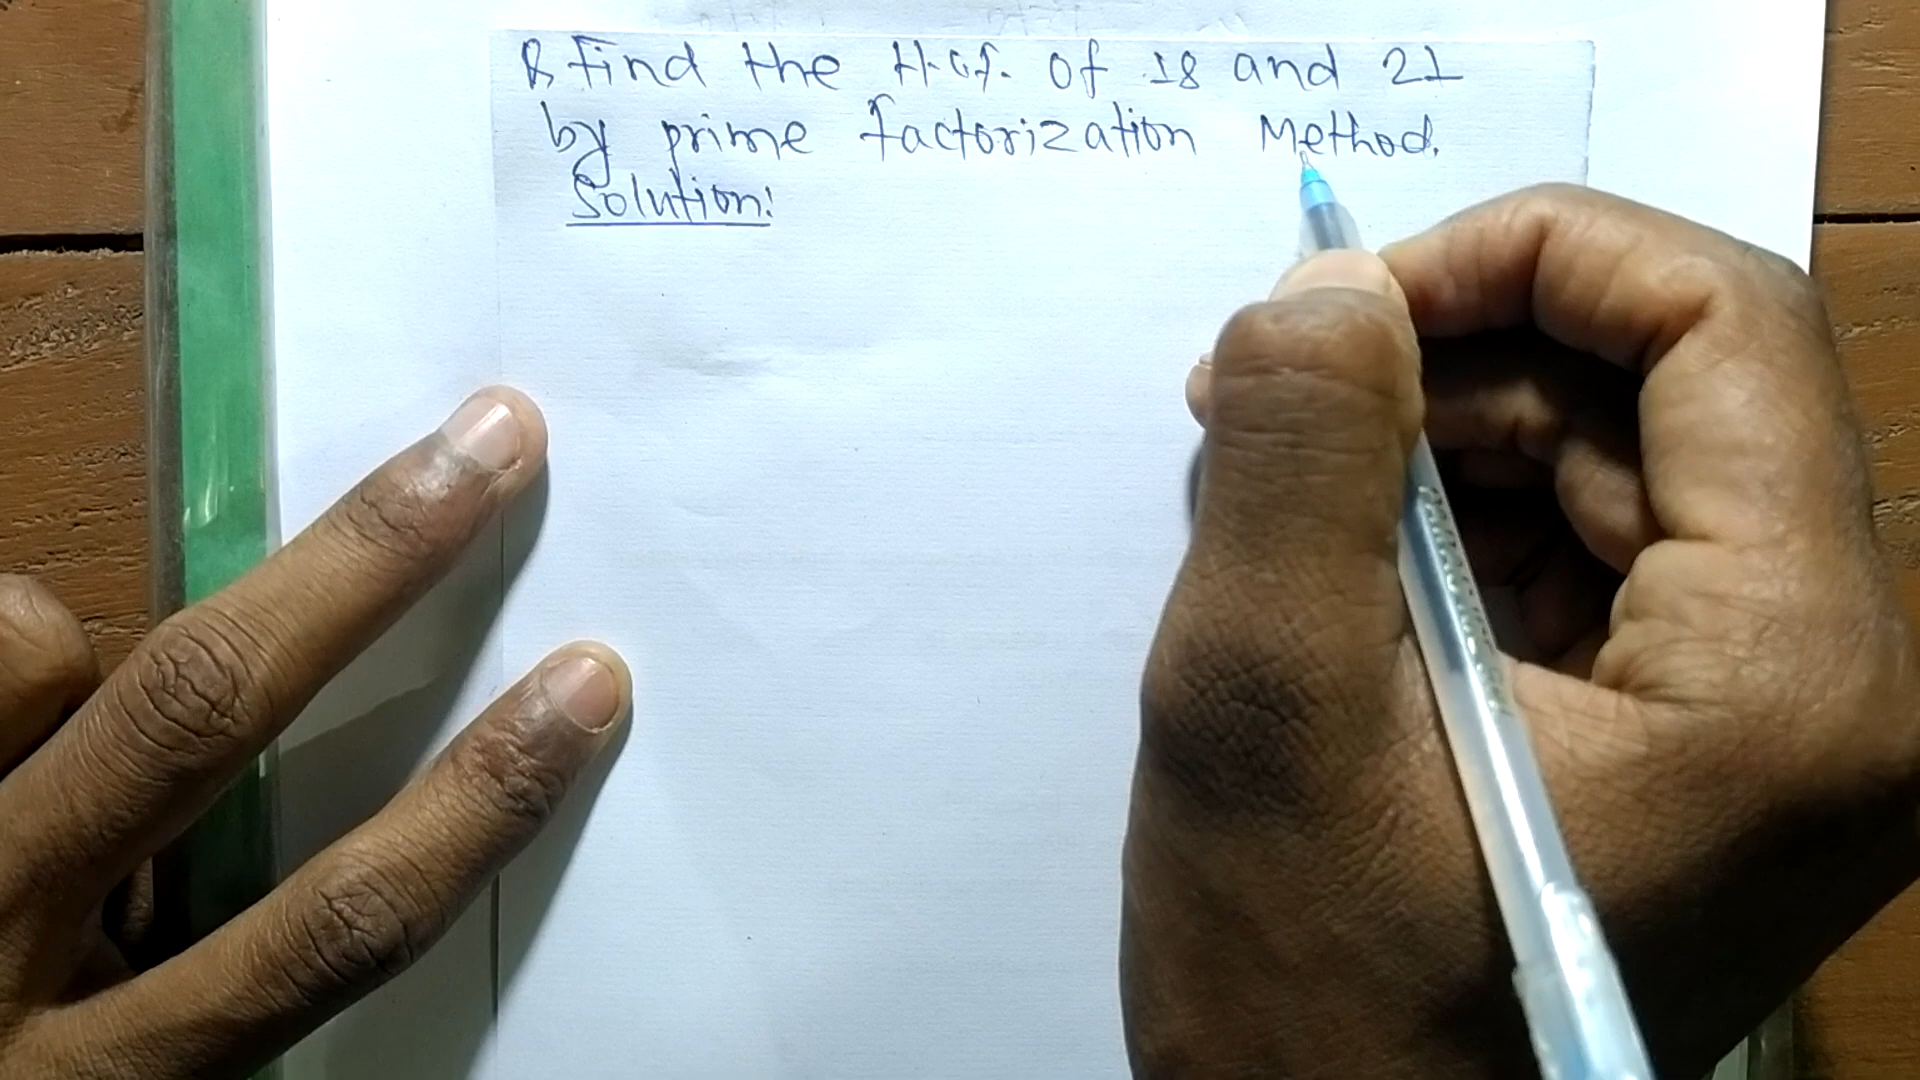 Q Find the H.C.F. of 18 and 21
by prime factorization Method.
Solution: